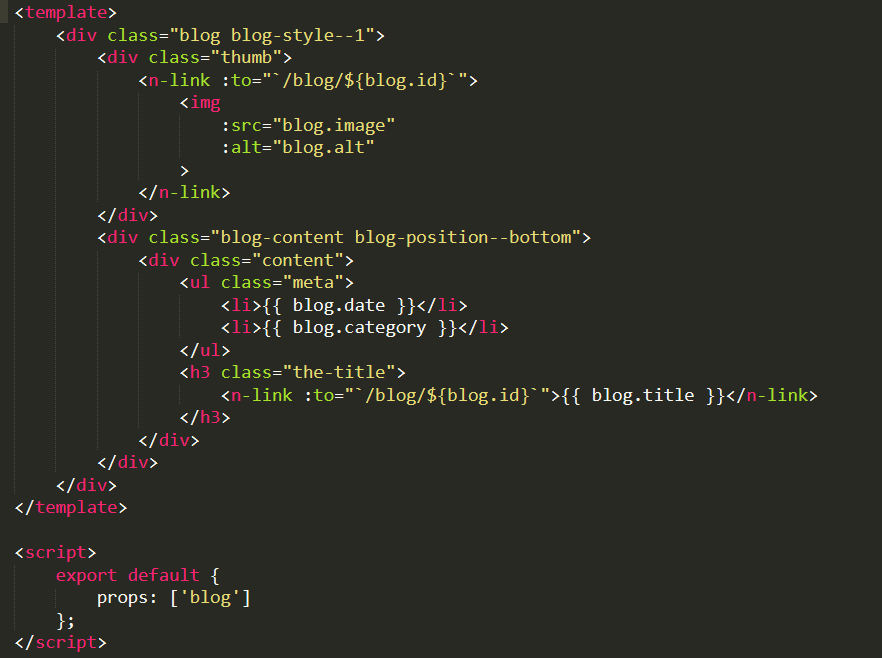 <template>
    <div class="blog blog-style--1">
        <div class="thumb">
            <n-link :to="`/blog/${blog.id}`">
                <img
                    :src="blog.image"
                    :alt="blog.alt"
                >
            </n-link>
        </div>
        <div class="blog-content blog-position--bottom">
            <div class="content">
                <ul class="meta">
                    <li>{{ blog.date }}</li>
                    <li>{{ blog.category }}</li>
                </ul>
                <h3 class="the-title">
                    <n-link :to="`/blog/${blog.id}`">{{ blog.title }}</n-link>
                </h3>
            </div>
        </div>
    </div>
</template>

<script>
    export default {
        props: ['blog']
    };
</script>